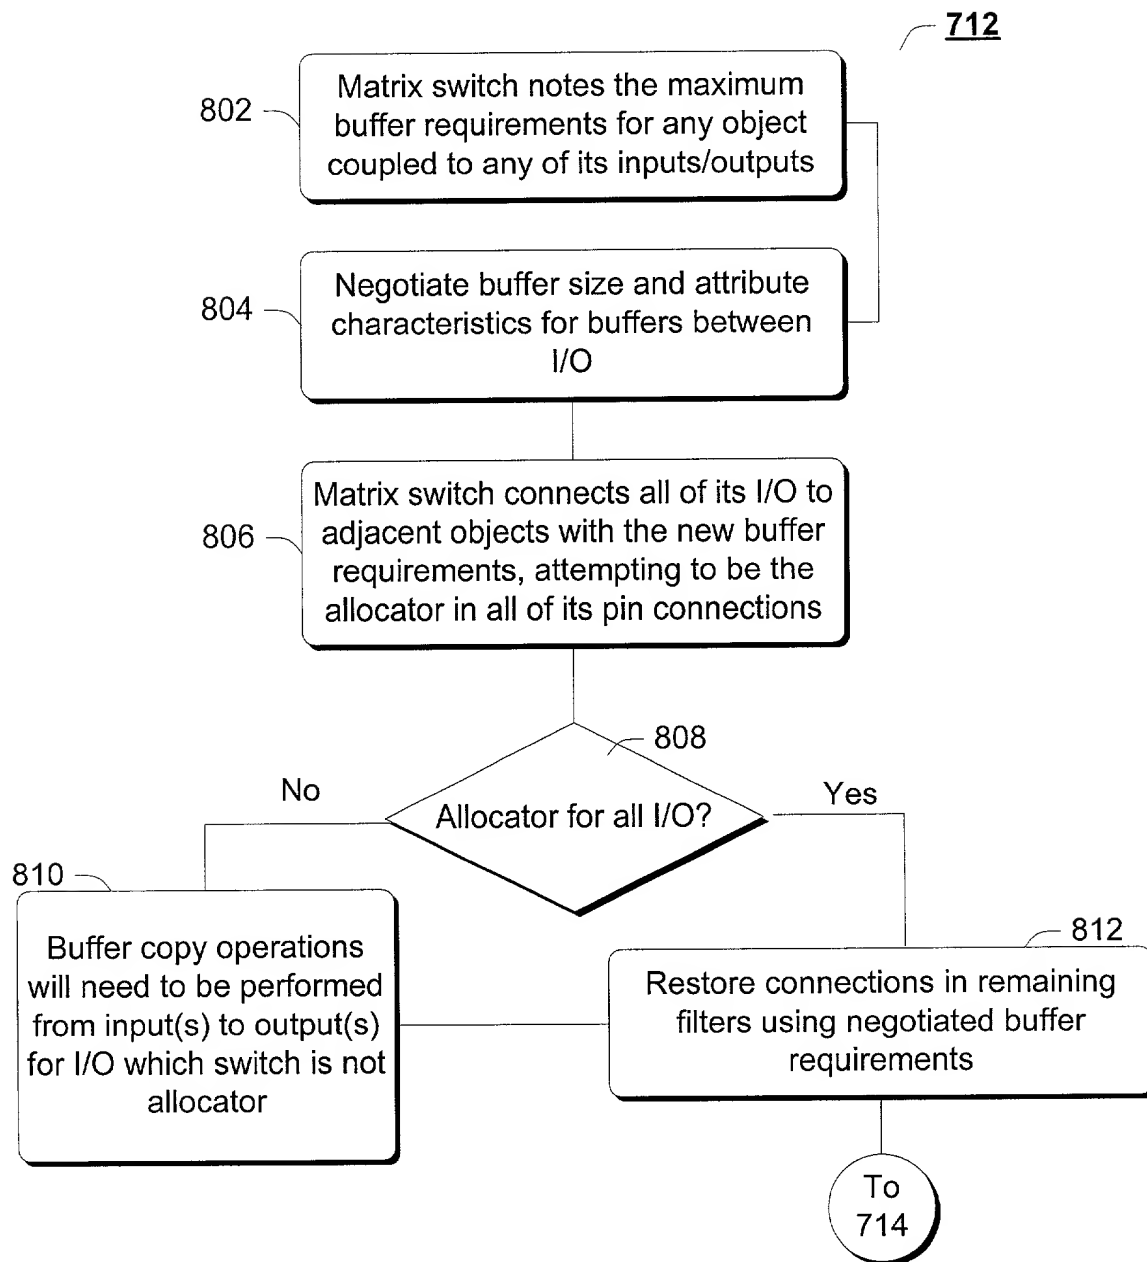 712
802
Matrix switch notes the maximum
buffer requirements for any object
coupled to any of its inputs/outputs
804
Negotiate buffer size and attribute
characteristics for buffers between
I/O
806
Matrix switch connects all of its I/O to
adjacent objects with the new buffer
requirements, attempting to be the
allocator in all of its pin connections
808
No
Allocator for all I/O?
Yes
810
Buffer copy operations
will need to be performed
from input(s) to output(s)
for I/O which switch is not
allocator
812
Restore connections in remaining
filters using negotiated buffer
requirements
To
714